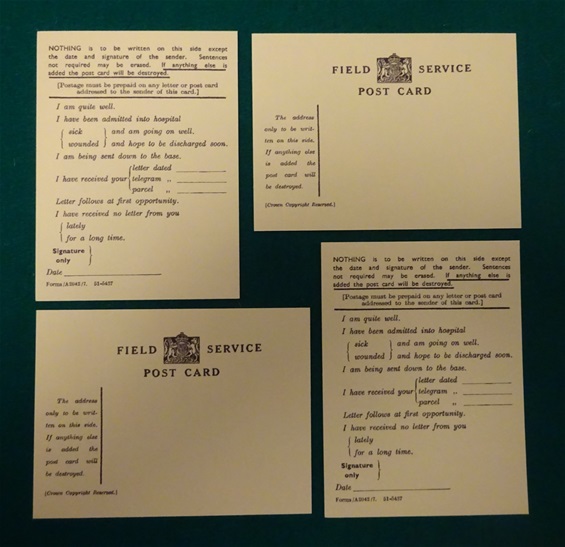 NOTHING is to be written on this side except
the date and signature of the sender. Sentences
not required may be erased. If anything else is
added the post card will be destroyed.
[Postage must be prepaid on any letter or post card
addressed to the sender of this card.]
I am quite well.
I have been admitted into hospital
sick and am going on well.
wounded and hope to be discharged soon.
I am being sent down to the base.
letter dated
I have received your telegram ,,
parcel ,,
Letter follows at first opportunity.
I have received no letter from you
lately
for a long time.
Signature
only
Date
Forms/A2042/7. 51-5457
FIELD SERVICE
POST CARD
The address
only to be writ-
ten on this side.
If anything else
is added the
post card will
be destroyed.
[Crown Copyright Reserved.]
FIELD SERVICE
POST CARD
The address
only to be writ-
ten on this side.
If anything else
is added the
post card will
be destroyed.
[Crown Copyright Reserved.]
NOTHING is to be written on this side except
the date and signature of the sender. Sentences
not required may be erased. If anything else is
added the post card will be destroyed.
[Postage must be prepaid on any letter or post card
addressed to the sender of this card.]
I am quite well.
I have been admitted into hospital
sick and am going on well.
wounded and hope to be discharged soon.
I am being sent down to the base.
letter dated
I have received your telegram ,,
parcel ,,
Letter follows at first opportunity.
I have received no letter from you
lately
for a long time.
Signature
only
Date